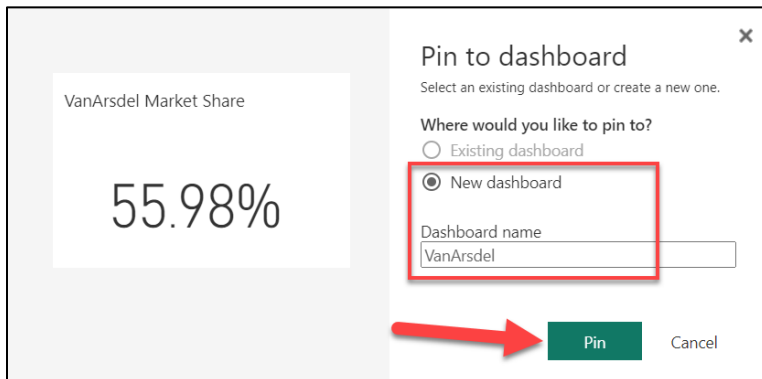 VanArsdel Market Share
55.98%
Pin to dashboard
Select an existing dashboard or create a new one.
Where would you like to pin to?
Existing dashboard
New dashboard
Dashboard name
VanArsdel
Pin
Cancel